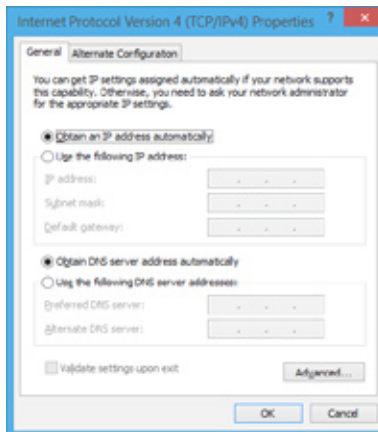 Internet Protocol Version 4 (TCP/IPv4) Properties ? ×
General Alternate Configuration
You can get IP settings assigned automatically if your network supports
this capability. Otherwise, you need to ask your network administrator
for the appropriate IP settings.
Obtain an IP address automatically
Use the following IP address:
IP address:
Subnet mask:
Default gateway:
Obtain DNS server address automatically
Use the following DNS server addresses:
Preferred DNS server:
Alternate DNS server:
Validate settings upon exit
Advanced...
OK Cancel